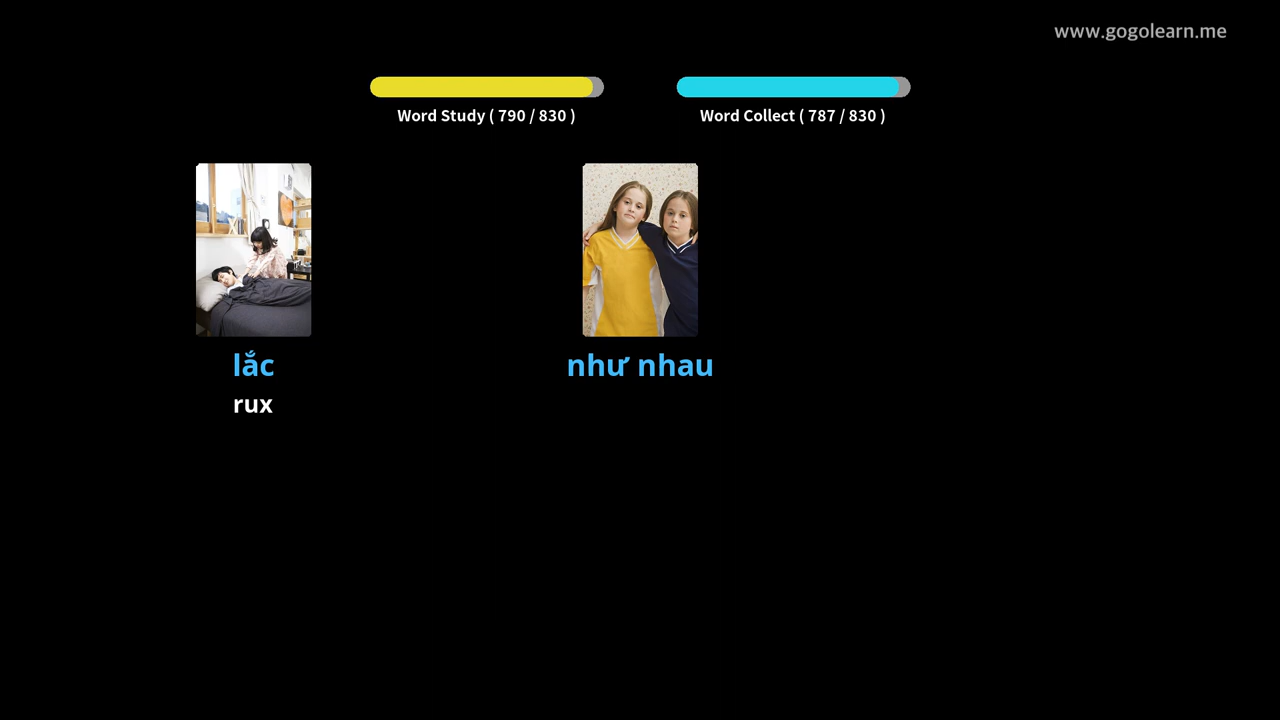 www.gogolearn.me
Word Study ( 790 / 830 )
Word Collect ( 787 / 830 )
lắc
rux
như nhau